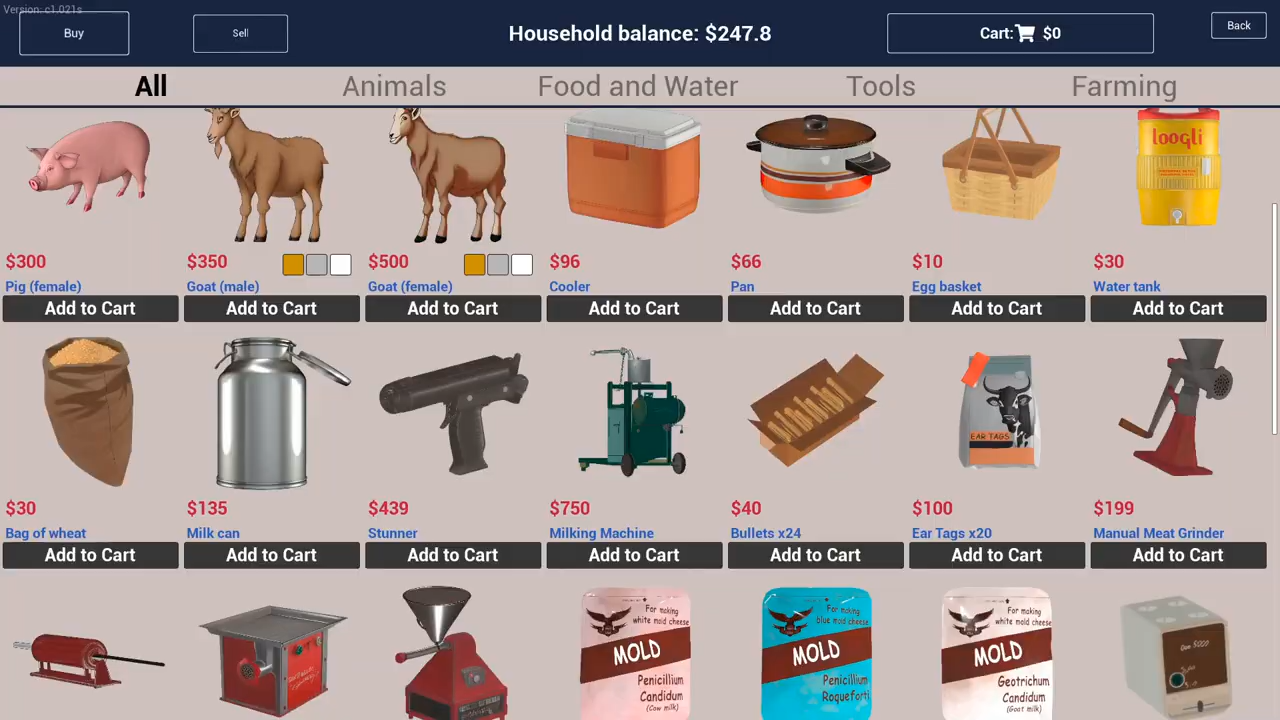 Version: c1.021s
Buy
Sell
Household balance: $247.8
Cart: $0
Back
All
Animals
Food and Water
Tools
Farming
loogli
$300
$350
$500
$96
$66
$10
$30
Pig (female)
Goat (male)
Goat (female)
Cooler
Pan
Egg basket
Water tank
Add to Cart
Add to Cart
Add to Cart
Add to Cart
Add to Cart
Add to Cart
Add to Cart
EAR TAGS
$30
$135
$439
$750
$40
$100
$199
Bag of wheat
Milk can
Stunner
Milking Machine
Bullets x24
Ear Tags x20
Manual Meat Grinder
Add to Cart
Add to Cart
Add to Cart
Add to Cart
Add to Cart
Add to Cart
Add to Cart
For making
white mold cheese
MOLD
Penicillium
Candidum
(Cow milk)
For making
blue mold cheese
MOLD
Penicillium
Roqueforti
For making
white mold cheese
MOLD
Geotrichum
Candidum
(Goat milk)